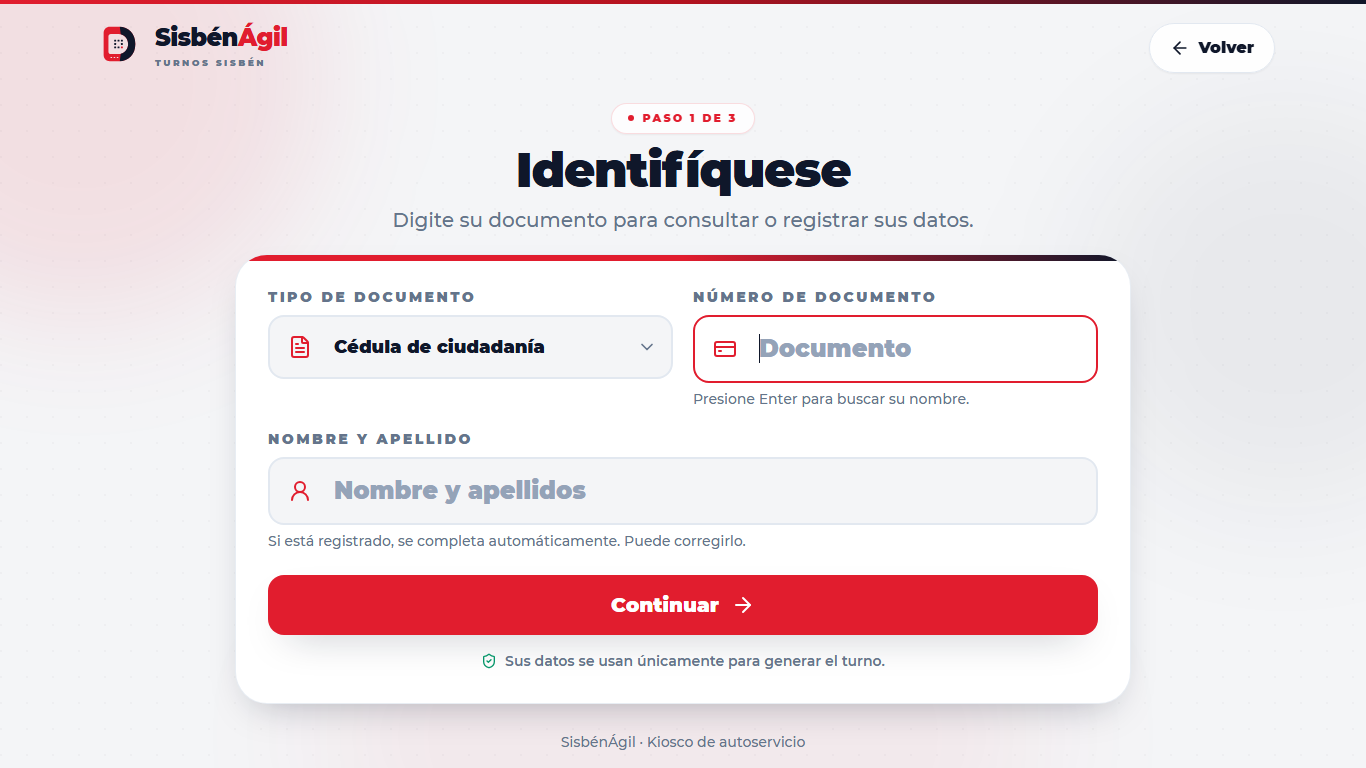 SisbénÁgil
TURNOS SISBÉN
Volver
PASO 1 DE 3
Identifíquese
Digite su documento para consultar o registrar sus datos.
TIPO DE DOCUMENTO
Cédula de ciudadanía
NÚMERO DE DOCUMENTO
Documento
Presione Enter para buscar su nombre.
NOMBRE Y APELLIDO
Nombre y apellidos
Si está registrado, se completa automáticamente. Puede corregirlo.
Continuar
Sus datos se usan únicamente para generar el turno.
SisbénÁgil · Kiosco de autoservicio